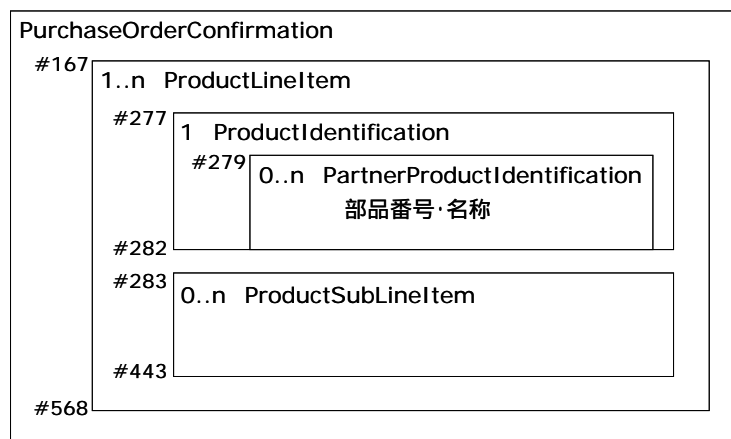 PurchaseOrderConfirmation
#167
1..n ProductLineItem
#277
1 ProductIdentification
#279
0..n PartnerProductIdentification
部品番号·名称
#282
#283
0..n ProductSubLineItem
#443
#568